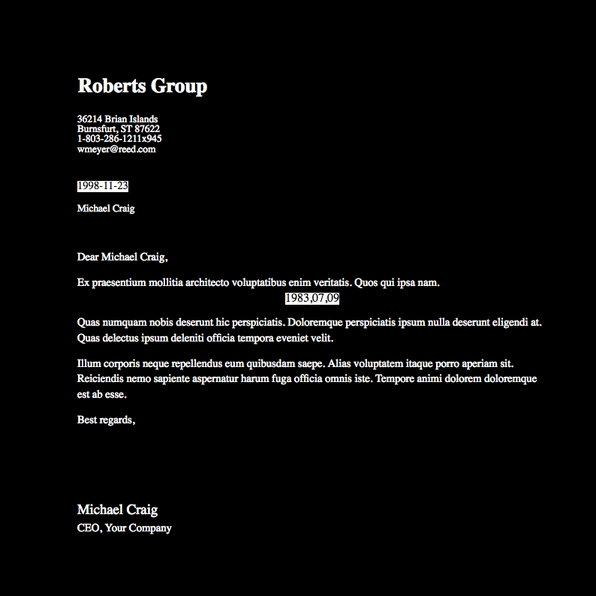 Roberts Group
36214 Brian Islands
Burnsfurt, ST 87622
1-803-286-1211x945
wmeyer@reed.com
1998-11-23
Michael Craig
Dear Michael Craig,
Ex praesentium mollitia architecto voluptatibus enim veritatis. Quos qui ipsa nam.
1983,07,09
Quas numquam nobis deserunt hic perspiciatis. Doloremque perspiciatis ipsum nulla deserunt eligendi at.
Quas delectus ipsum deleniti officia tempora eveniet velit.
Illum corporis neque repellendus eum quibusdam saepe. Alias voluptatem itaque porro aperiam sit.
Reiciendis nemo sapiente aspernatur harum fuga officia omnis iste. Tempore animi dolorem doloremque
est ab esse.
Best regards,
Michael Craig
CEO, Your Company